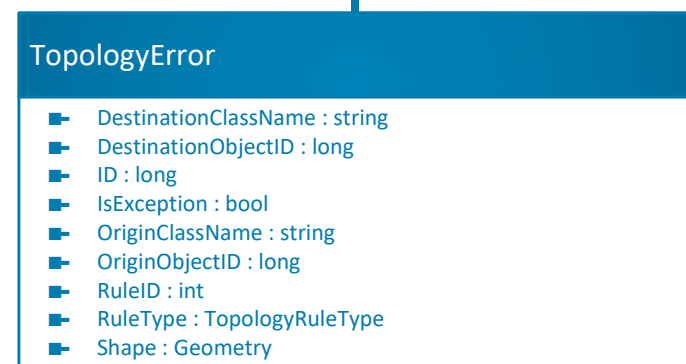 TopologyError
DestinationClassName : string
DestinationObjectID : long
ID : long
IsException : bool
OriginClassName : string
OriginObjectID : long
RuleID : int
RuleType : TopologyRuleType
Shape : Geometry